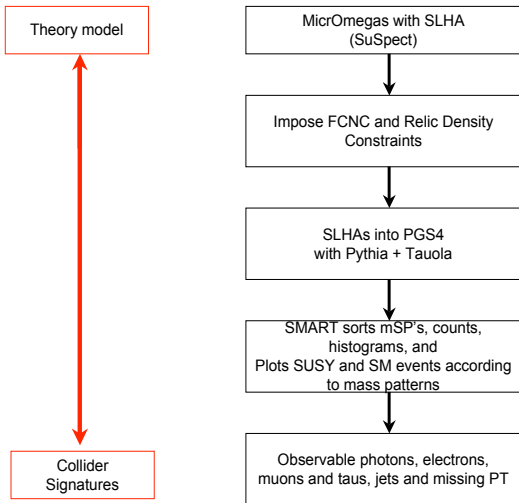 Theory model
MicrOmegas with SLHA
(SuSpect)
Impose FCNC and Relic Density
Constraints
SLHAs into PGS4
with Pythia + Tauola
SMART sorts mSP's, counts,
histograms, and
Plots SUSY and SM events according
to mass patterns
Collider
Signatures
Observable photons, electrons,
muons and taus, jets and missing PT